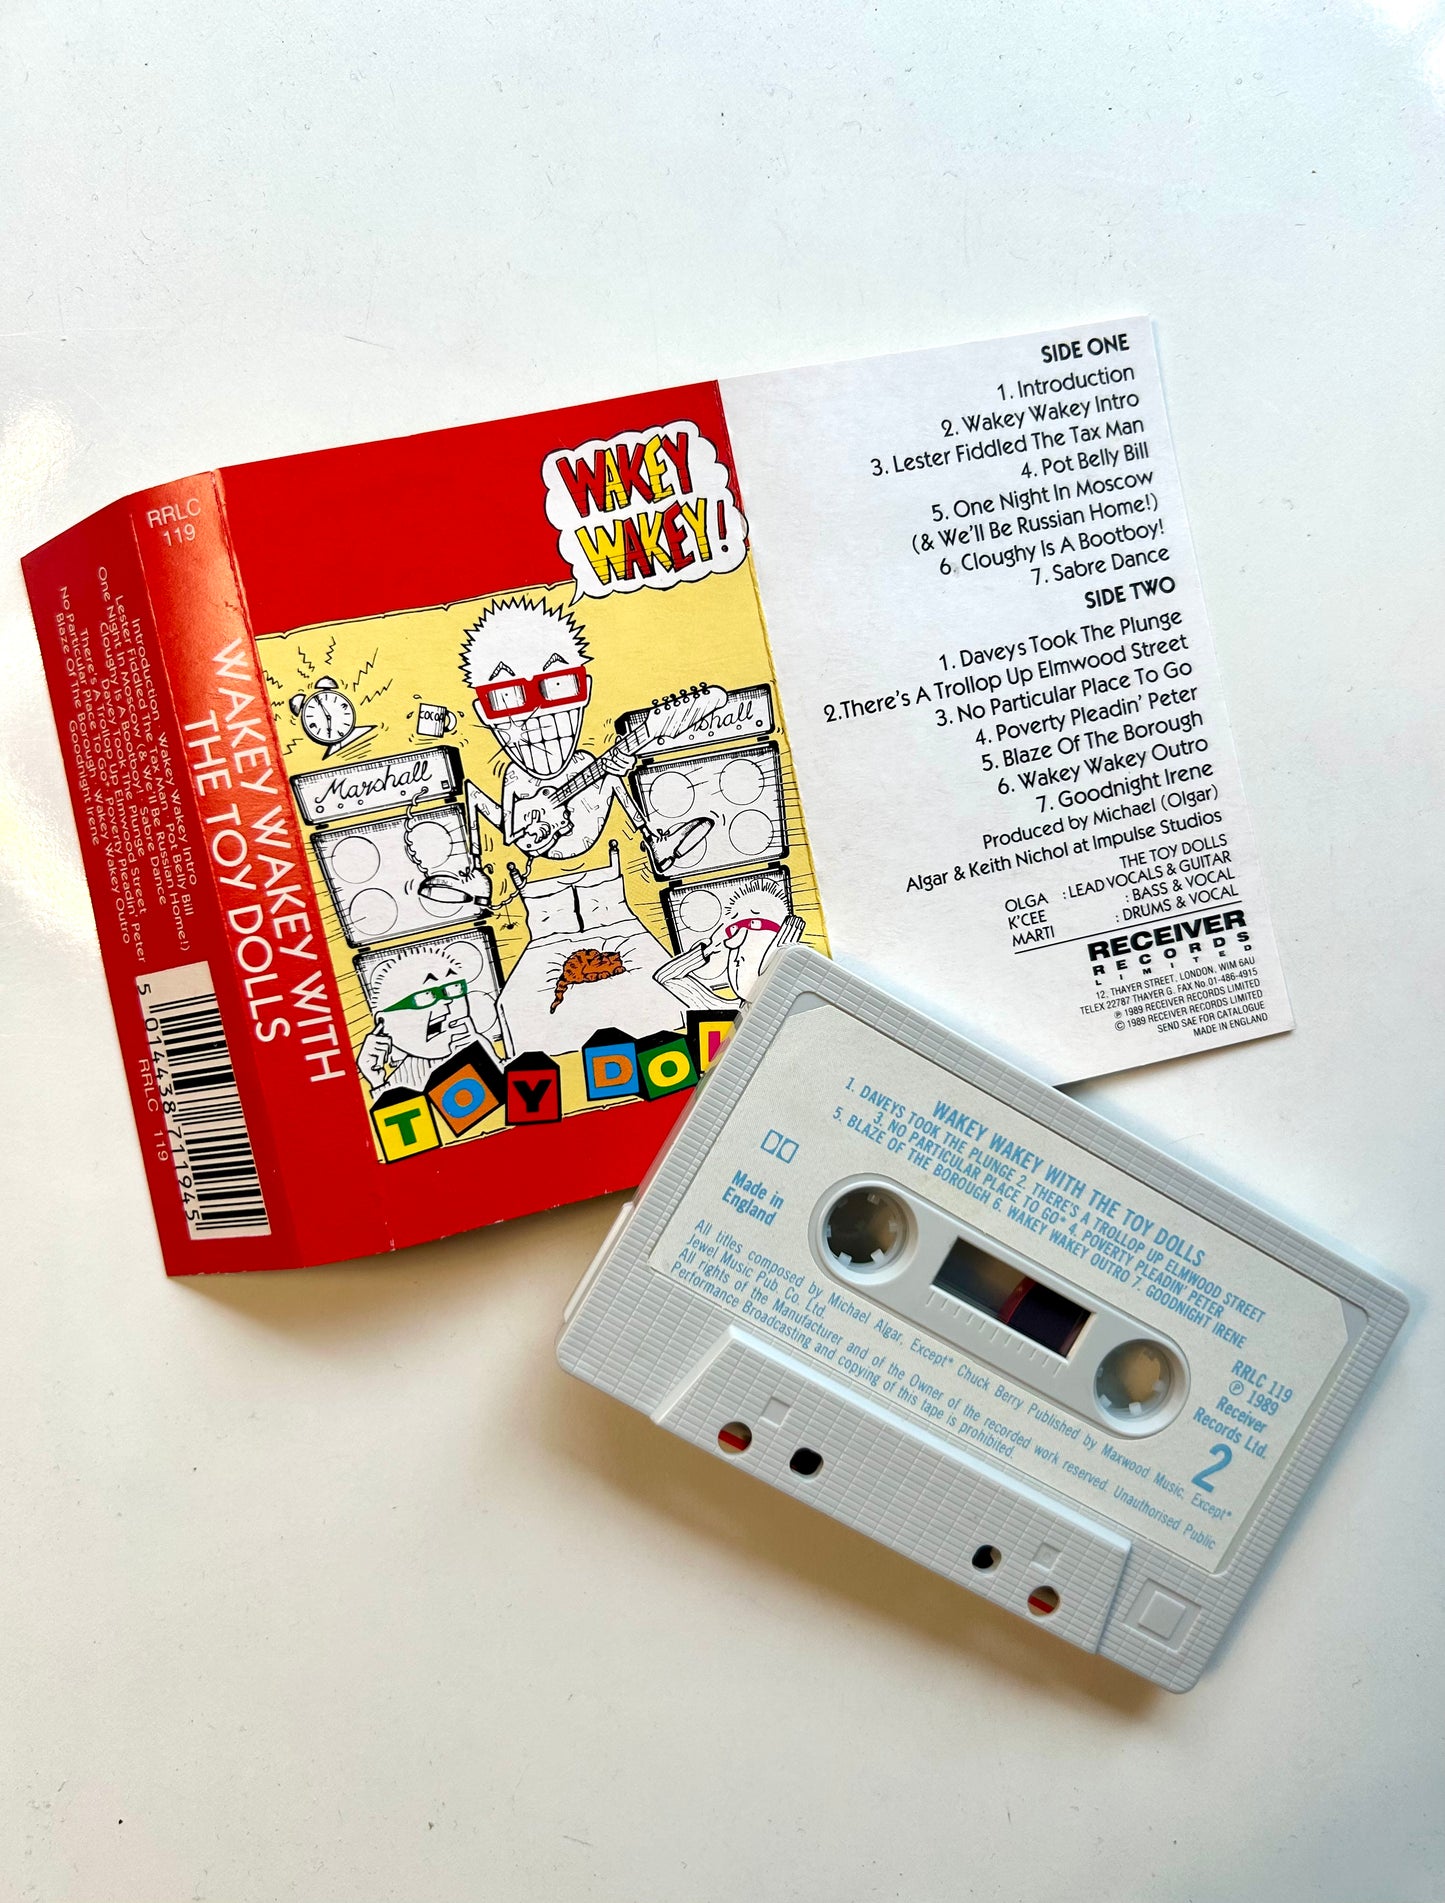 RRLC
119
WAKEY WAKEY WITH
THE TOY DOLLS
Introduction · Wakey Wakey Intro
Lester Fiddled The Tax Man · Pot Belly Bill
One Night In Moscow (& We'll Be Russian Home!)
Cloughy Is A Bootboy! · Sabre Dance
Daveys Took The Plunge
There's A Trollop Up Elmwood Street
No Particular Place To Go · Poverty Pleadin' Peter
Blaze Of The Borough · Wakey Wakey Outro
Goodnight Irene
5 014438 711945
RRLC 119
WAKEY
WAKEY!
COCOA
Marshall
shall
TOY DOL
SIDE ONE
1. Introduction
2. Wakey Wakey Intro
3. Lester Fiddled The Tax Man
4. Pot Belly Bill
5. One Night In Moscow
(& We'll Be Russian Home!)
6. Cloughy Is A Bootboy!
7. Sabre Dance
SIDE TWO
1. Daveys Took The Plunge
2.There's A Trollop Up Elmwood Street
3. No Particular Place To Go
4. Poverty Pleadin' Peter
5. Blaze Of The Borough
6. Wakey Wakey Outro
7. Goodnight Irene
Produced by Michael (Olgar)
Algar & Keith Nichol at Impulse Studios
THE TOY DOLLS
OLGA : LEAD VOCALS & GUITAR
K'CEE : BASS & VOCAL
MARTI : DRUMS & VOCAL
RECEIVER
RECORDS
LIMITED
12, THAYER STREET, LONDON, WIM 6AU
TELEX 22787 THAYER G. FAX No. 01-486-4915
℗ 1989 RECEIVER RECORDS LIMITED
© 1989 RECEIVER RECORDS LIMITED
SEND SAE FOR CATALOGUE
MADE IN ENGLAND
WAKEY WAKEY WITH THE TOY DOLLS
1. DAVEYS TOOK THE PLUNGE 2. THERE'S A TROLLOP UP ELMWOOD STREET
3. NO PARTICULAR PLACE TO GO* 4. POVERTY PLEADIN' PETER
5. BLAZE OF THE BOROUGH 6. WAKEY WAKEY OUTRO 7. GOODNIGHT IRENE
Made in
England
RRLC 119
℗ 1989
Receiver
Records Ltd.
2
All titles composed by Michael Algar, Except* Chuck Berry Published by Maxwood Music, Except*
Jewel Music Pub. Co. Ltd.
All rights of the Manufacturer and of the Owner of the recorded work reserved. Unauthorised Public
Performance Broadcasting and copying of this tape is prohibited.